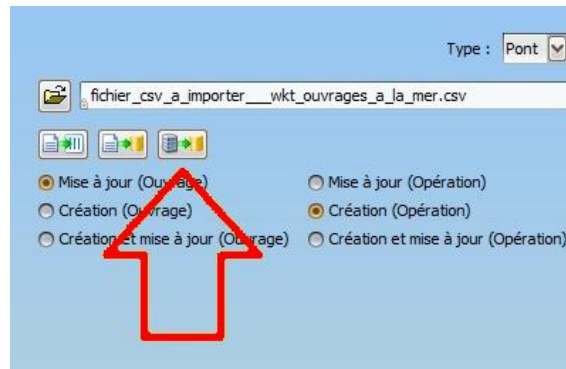 Type : Pont
fichier_csv_a_importer___wkt_ouvrages_a_la_mer.csv
Mise à jour (Ouvrage) Mise à jour (Opération)
Création (Ouvrage) Création (Opération)
Création et mise à jour (Ouvrage) Création et mise à jour (Opération)